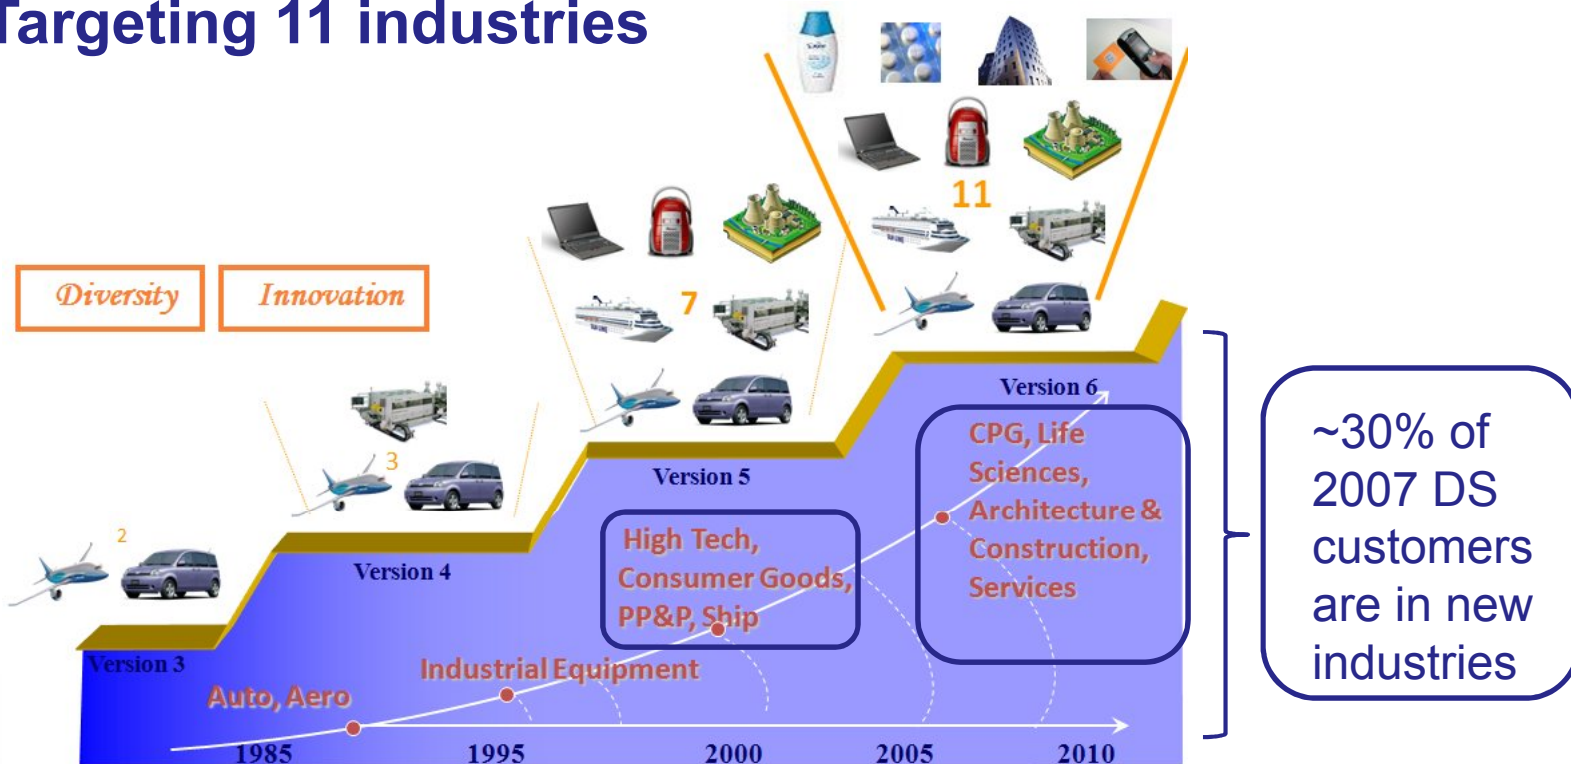 Targeting 11 industries
11
Diversity
Innovation
7
3
2
Version 6
CPG, Life
Sciences,
Architecture &
Construction,
Services
Version 5
High Tech,
Consumer Goods,
PP&P, Ship
Version 4
Industrial Equipment
Version 3
Auto, Aero
1985
1995
2000
2005
2010
~30% of
2007 DS
customers
are in new
industries